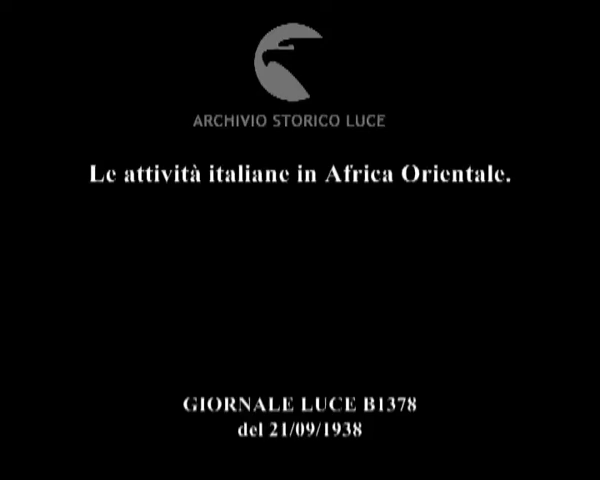 ARCHIVIO STORICO LUCE
Le attività italiane in Africa Orientale.
GIORNALE LUCE B1378
del 21/09/1938